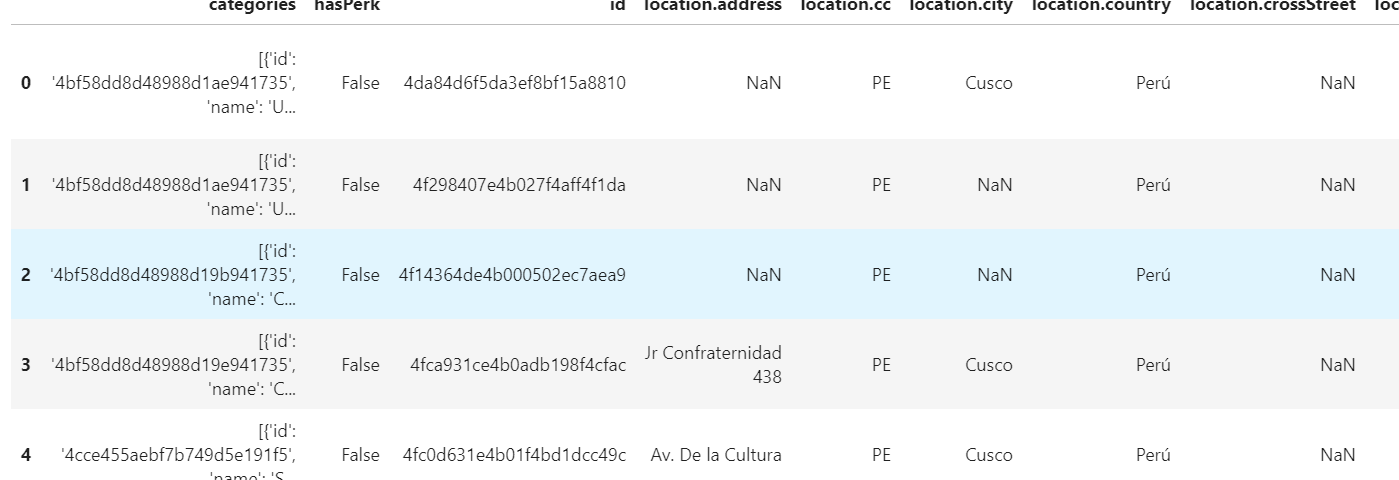 categories hasPerk id location.address location.cc location.city location.country location.crossStreet loc
[{'id':
0 '4bf58dd8d48988d1ae941735', False 4da84d6f5da3ef8bf15a8810 NaN PE Cusco Perú NaN
'name': 'U...
[{'id':
1 '4bf58dd8d48988d1ae941735', False 4f298407e4b027f4aff4f1da NaN PE NaN Perú NaN
'name': 'U...
[{'id':
2 '4bf58dd8d48988d19b941735', False 4f14364de4b000502ec7aea9 NaN PE NaN Perú NaN
'name': 'C...
[{'id':
3 '4bf58dd8d48988d19e941735', False 4fca931ce4b0adb198f4cfac Jr Confraternidad 438 PE Cusco Perú NaN
'name': 'C...
[{'id':
4 '4cce455aebf7b749d5e191f5', False 4fc0d631e4b01f4bd1dcc49c Av. De la Cultura PE Cusco Perú NaN
'name': 'S...